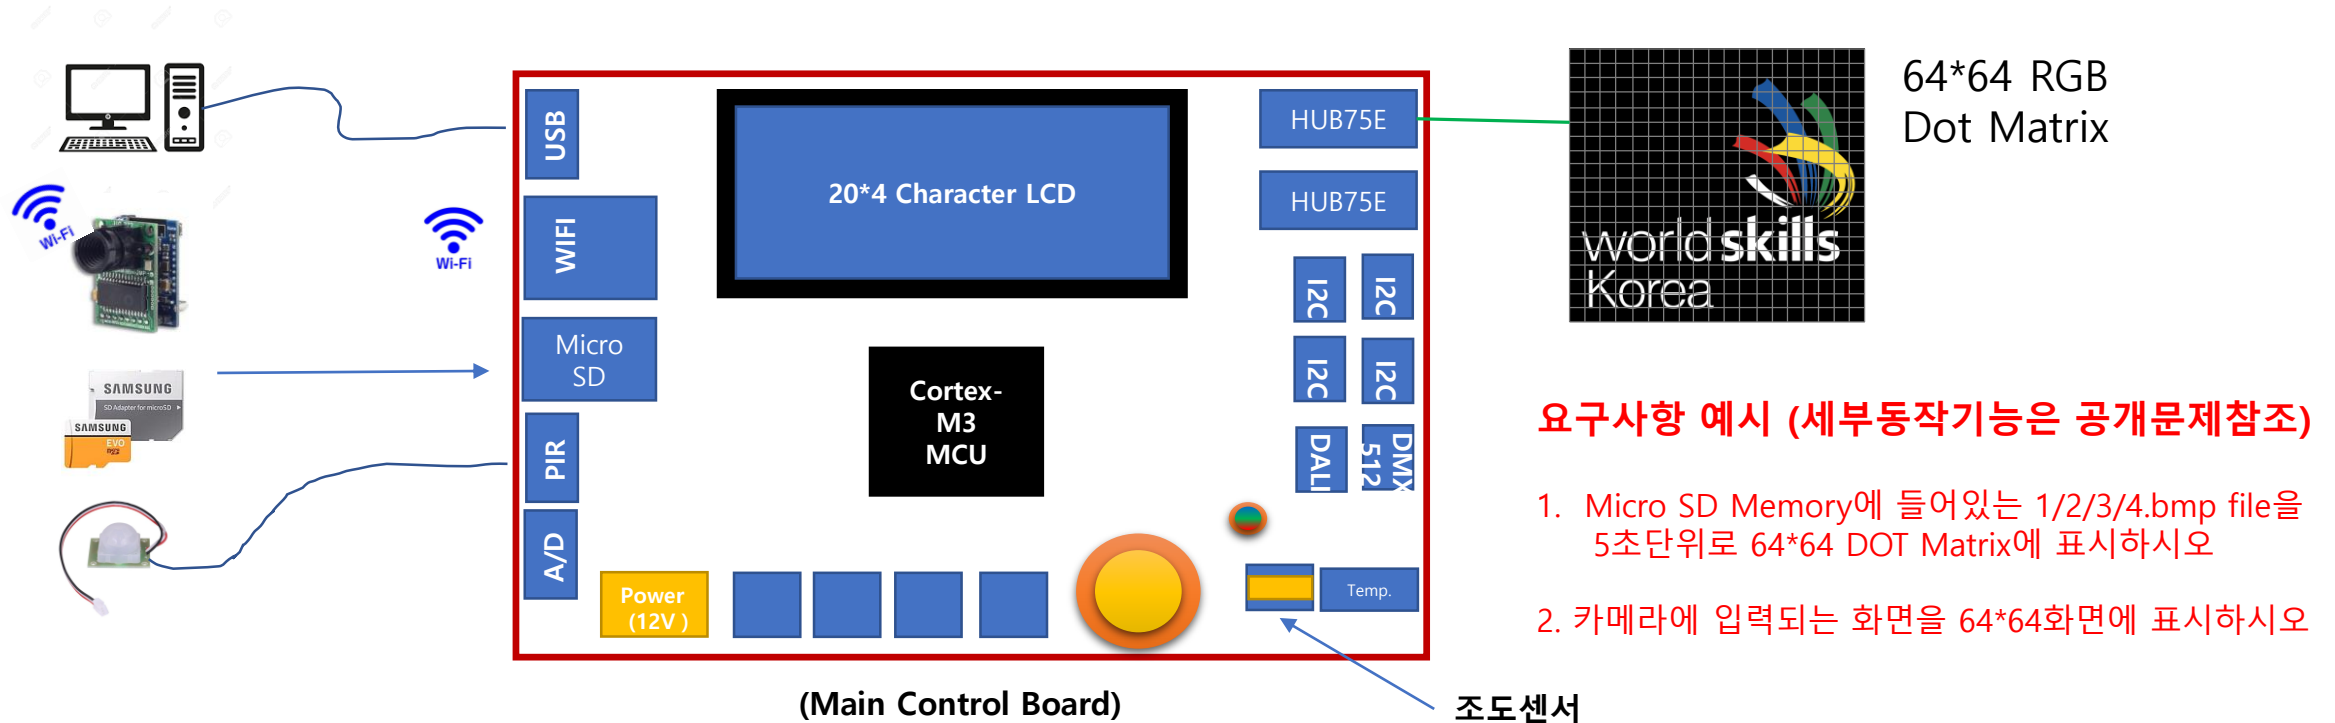 USB
WIFI
Micro
SD
PIR
A/D
Power
(12V )
20*4 Character LCD
Cortex-
M3
MCU
HUB75E
HUB75E
I2C
I2C
I2C
I2C
DALI
DMX
512
Temp.
Wi-Fi
Wi-Fi
SAMSUNG
SD Adapter for microSD
SAMSUNG
EVO
(Main Control Board)
조도센서
world skills
Korea
64*64 RGB
Dot Matrix
요구사항 예시 (세부동작기능은 공개문제참조)
1. Micro SD Memory에 들어있는 1/2/3/4.bmp file을
5초단위로 64*64 DOT Matrix에 표시하시오
2. 카메라에 입력되는 화면을 64*64화면에 표시하시오